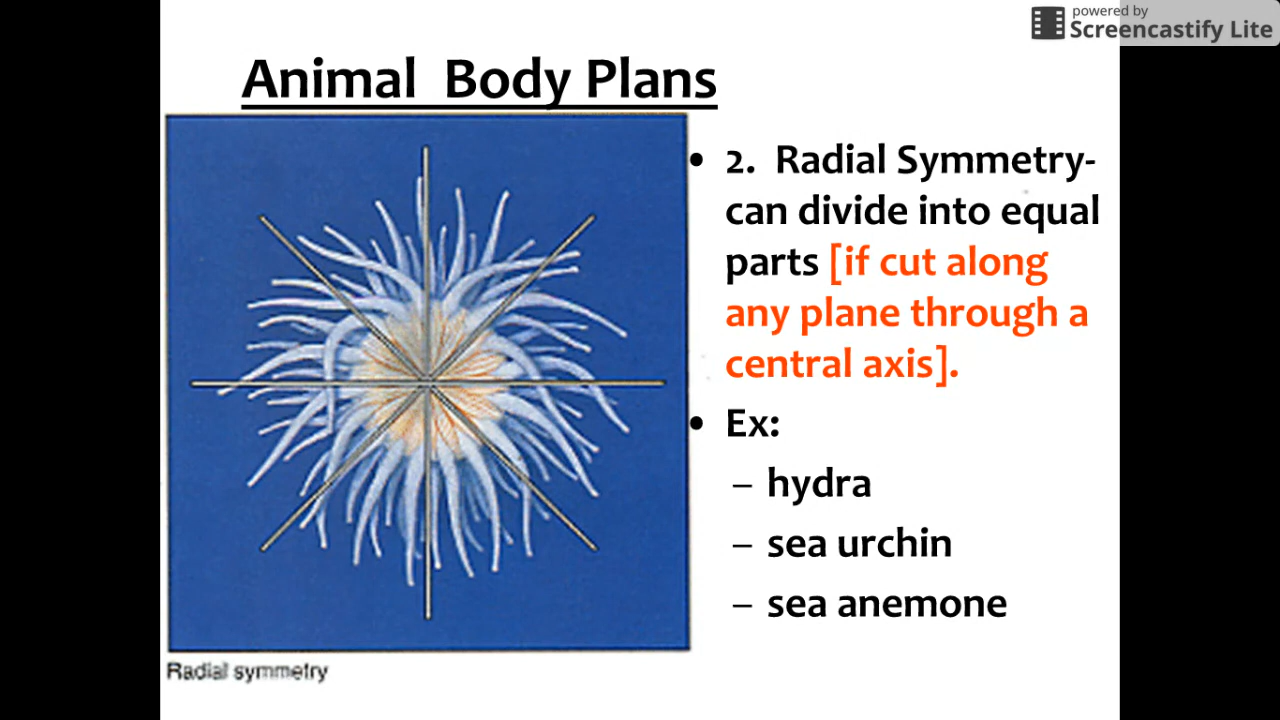 powered by
Screencastify Lite
Animal Body Plans
• 2. Radial Symmetry-
can divide into equal
parts [if cut along
any plane through a
central axis].
• Ex:
– hydra
– sea urchin
– sea anemone
Radial symmetry